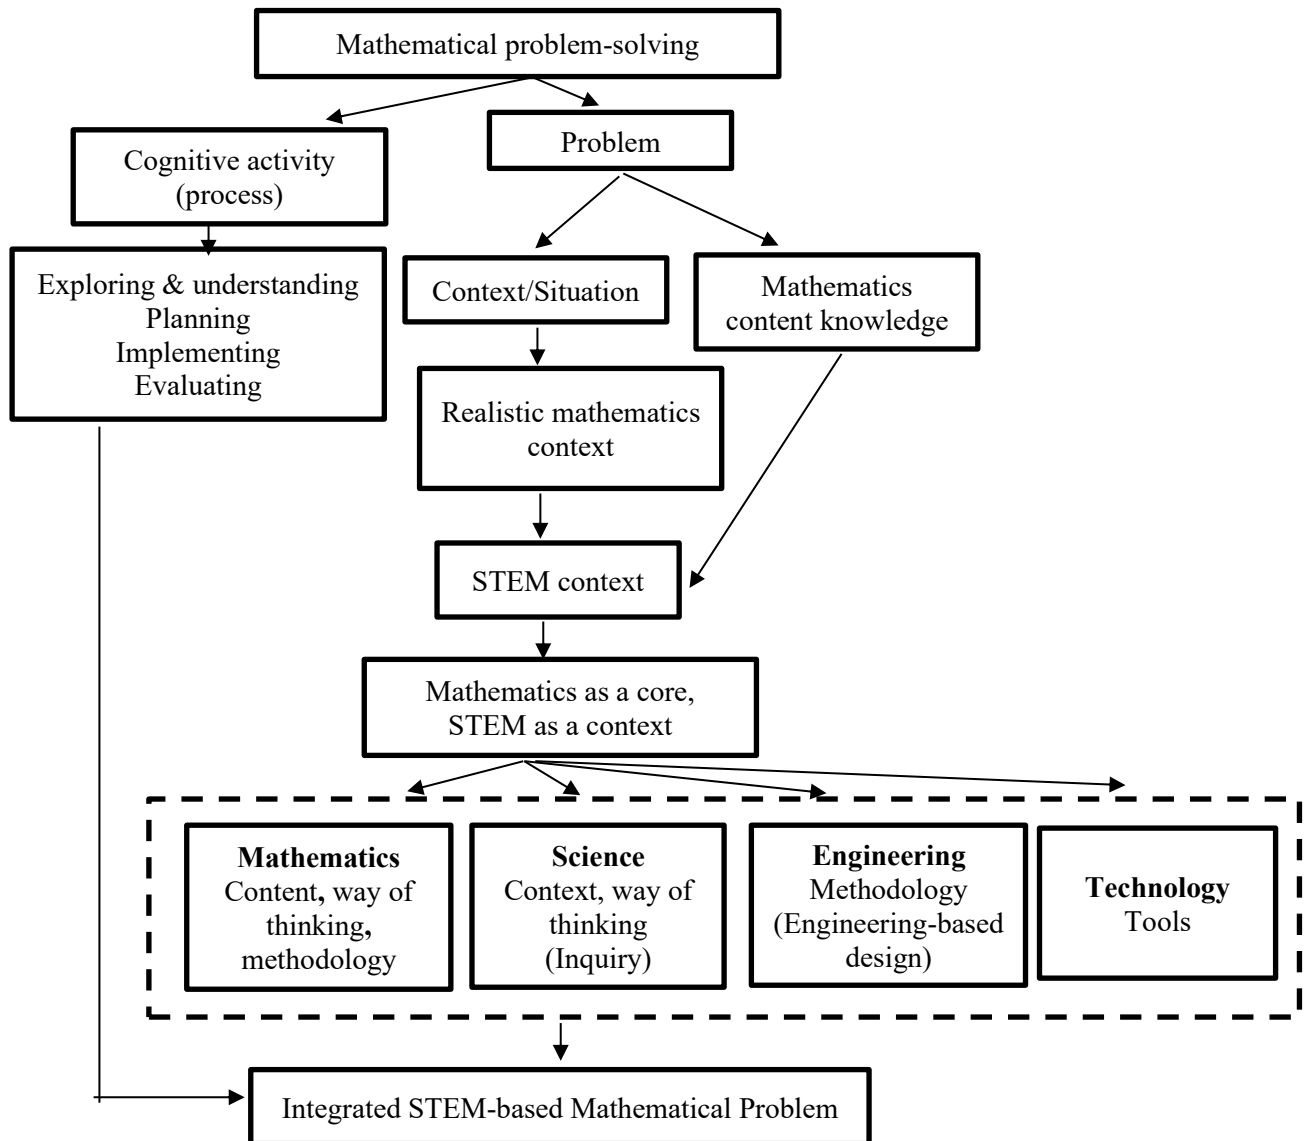 Mathematical problem-solving
Cognitive activity
(process)
Problem
Exploring & understanding
Planning
Implementing
Evaluating
Context/Situation
Mathematics
content knowledge
Realistic mathematics
context
STEM context
Mathematics as a core,
STEM as a context
Mathematics
Content, way of
thinking,
methodology
Science
Context, way of
thinking
(Inquiry)
Engineering
Methodology
(Engineering-based
design)
Technology
Tools
Integrated STEM-based Mathematical Problem